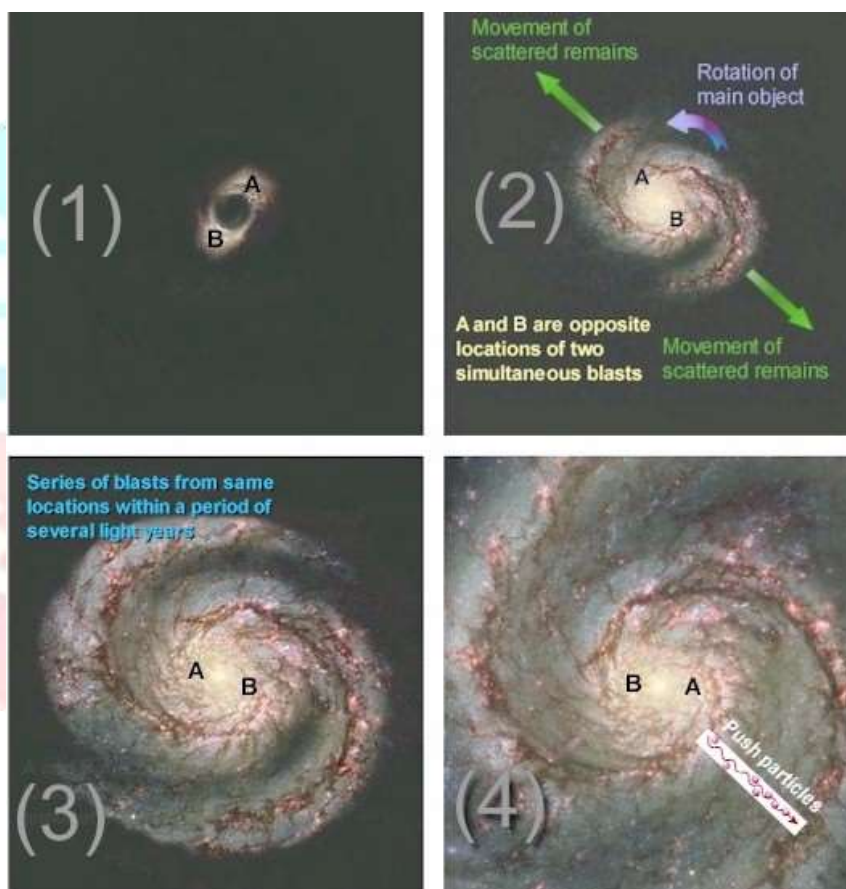 (1)
A
B
(2)
Movement of
scattered remains
Rotation of
main object
A
B
A and B are opposite
locations of two
simultaneous blasts
Movement of
scattered remains
(3)
Series of blasts from same
locations within a period of
several light years
A
B
(4)
B
A
Push particles